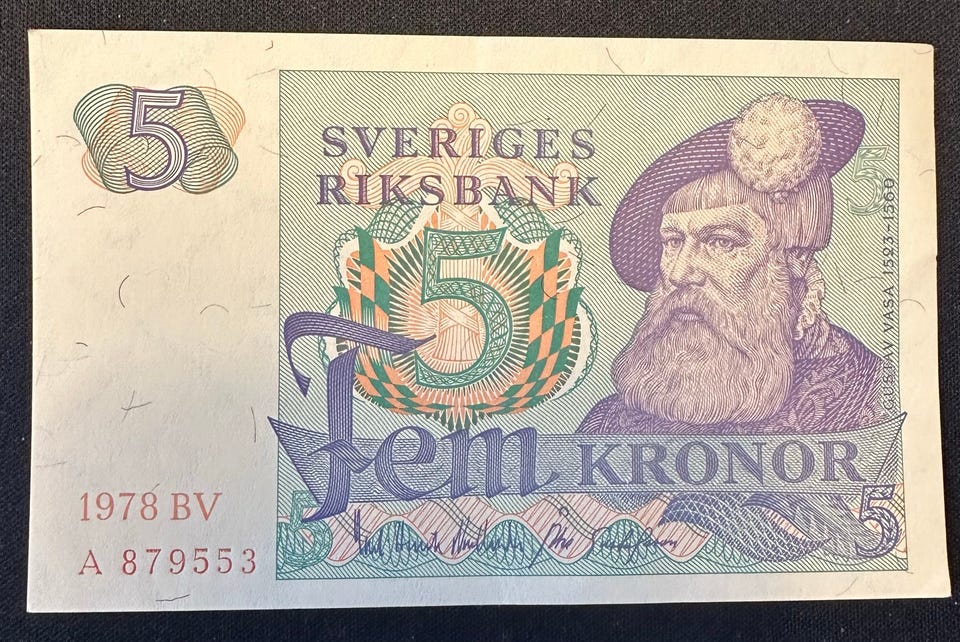 5
SVERIGES
RIKSBANK
5
5
GUSTAV VASA 1523-1560
fem KRONOR
1978 BV
5
5
A 879553